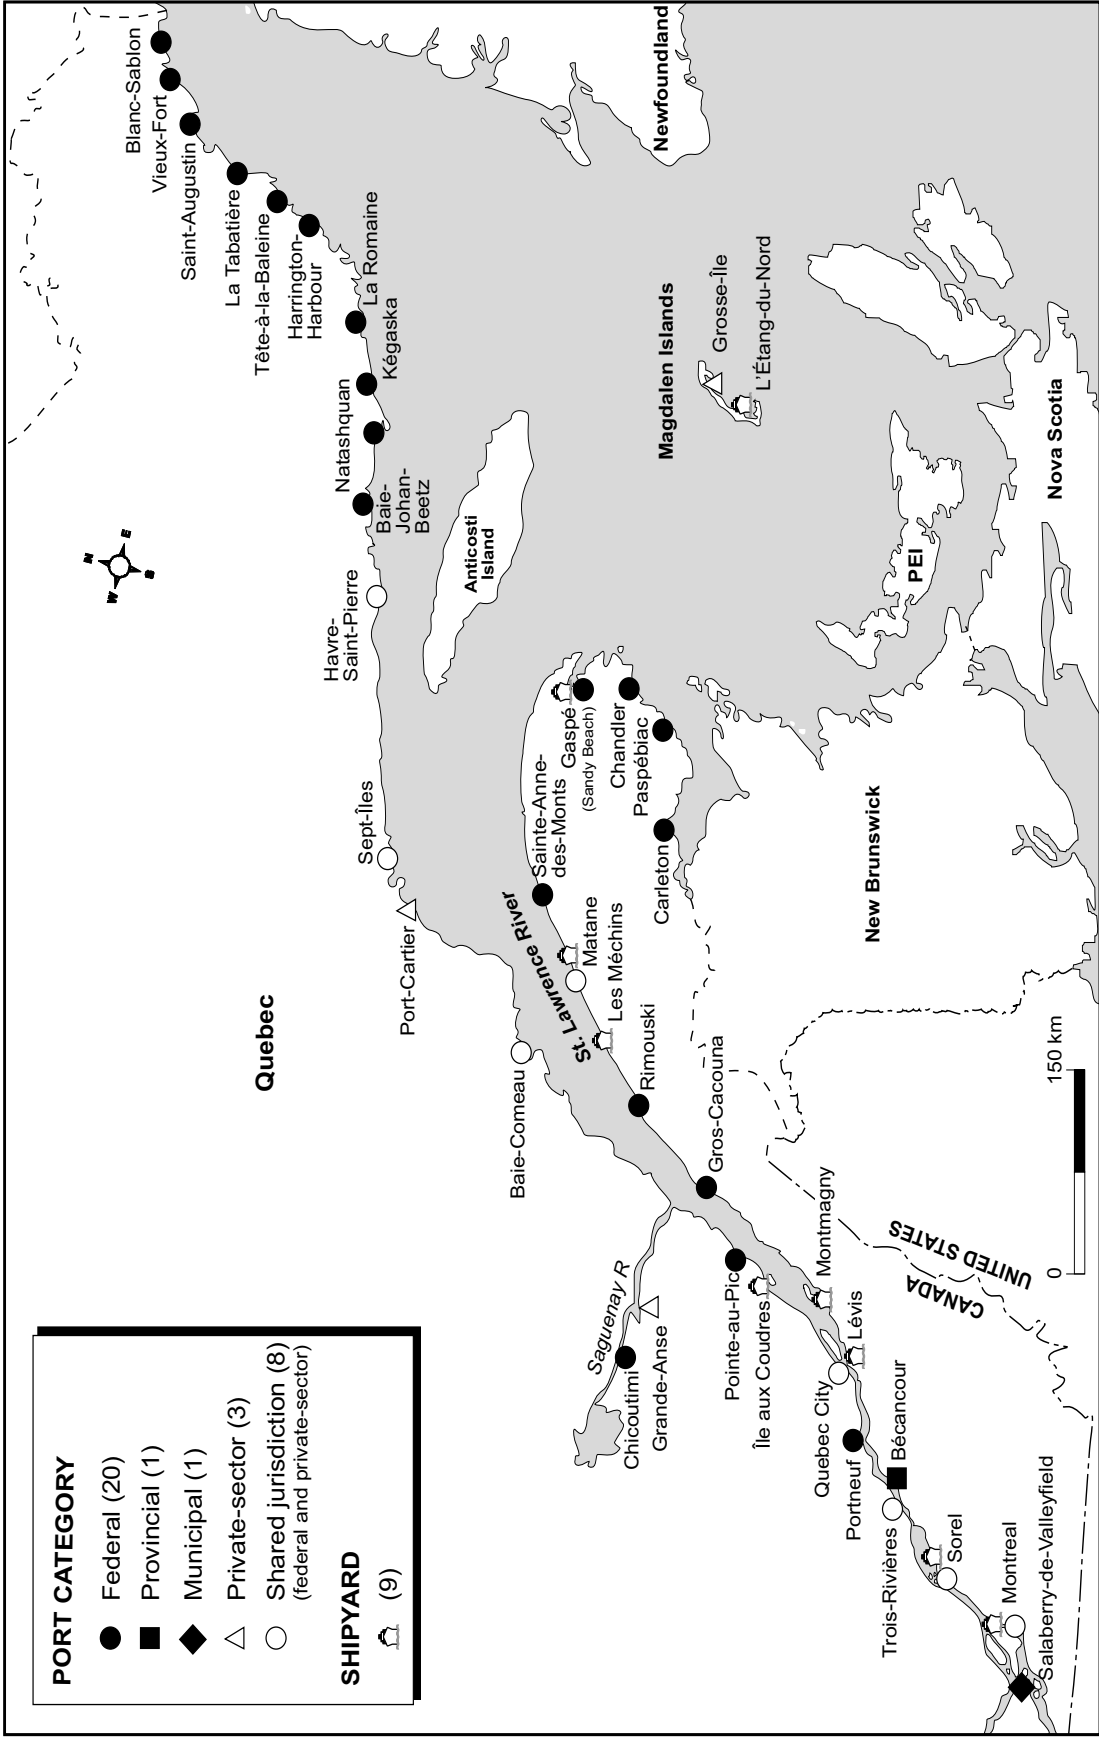 PORT CATEGORY
Federal (20)
Provincial (1)
Municipal (1)
Private-sector (3)
Shared jurisdiction (8)
(federal and private-sector)
SHIPYARD
(9)
Quebec
N
W
E
S
Blanc-Sablon
Vieux-Fort
Saint-Augustin
La Tabatière
Tête-à-la-Baleine
Harrington-
Harbour
La Romaine
Kégaska
Natashquan
Baie-
Johan-
Beetz
Havre-
Saint-Pierre
Sept-Îles
Port-Cartier
Baie-Comeau
Anticosti
Island
Newfoundland
Magdalen Islands
Grosse-Île
L'Étang-du-Nord
St. Lawrence River
Sainte-Anne-
des-Monts
Gaspé
(Sandy Beach)
Chandler
Paspébiac
Carleton
Matane
Les Méchins
Rimouski
Gros-Cacouna
Saguenay R
Chicoutimi
Grande-Anse
Pointe-au-Pic
Île aux Coudres
Montmagny
Lévis
Quebec City
Portneuf
Bécancour
Trois-Rivières
Sorel
Montreal
Salaberry-de-Valleyfield
New Brunswick
PEI
Nova Scotia
UNITED STATES
CANADA
0
150 km